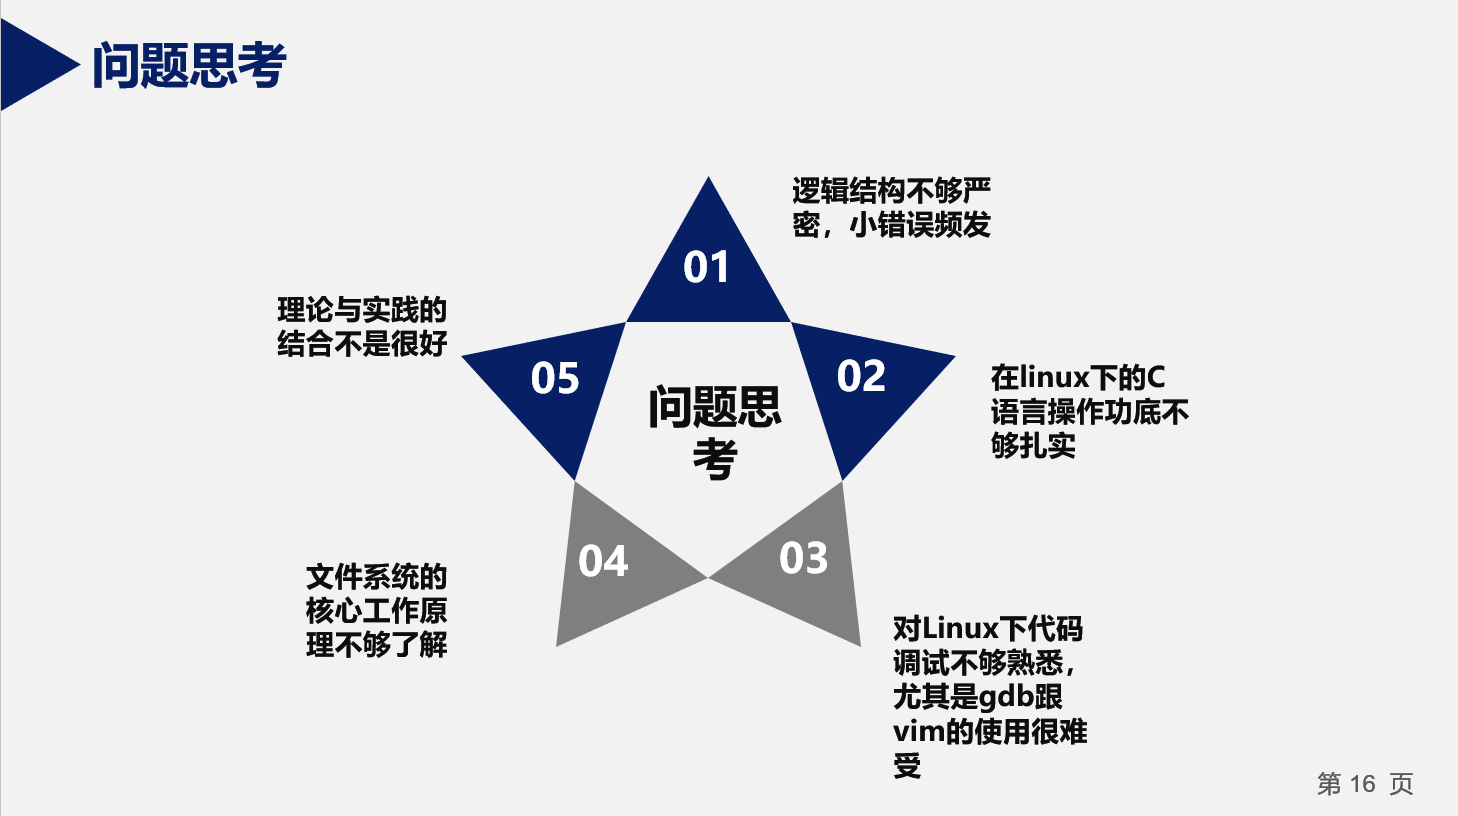 问题思考
01
逻辑结构不够严
密，小错误频发
02
在linux下的C
语言操作功底不
够扎实
03
对Linux下代码
调试不够熟悉，
尤其是gdb跟
vim的使用很难
受
04
文件系统的
核心工作原
理不够了解
05
理论与实践的
结合不是很好
问题思
考
第 16 页